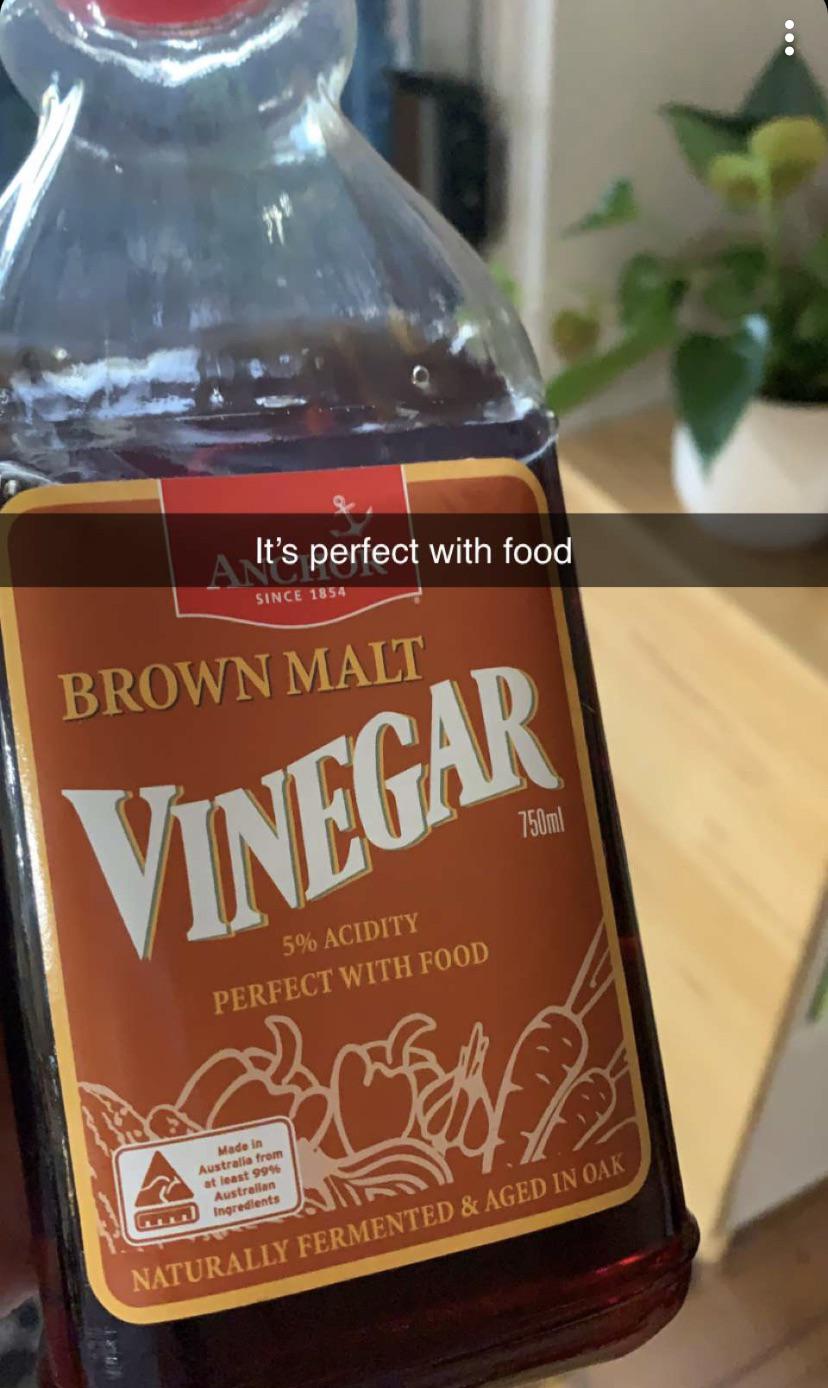 It's perfect with food
ANCHOR
SINCE 1854
BROWN MALT
VINEGAR
750ml
5% ACIDITY
PERFECT WITH FOOD
Made in
Australia from
at least 99%
Australian
Ingredients
NATURALLY FERMENTED & AGED IN OAK